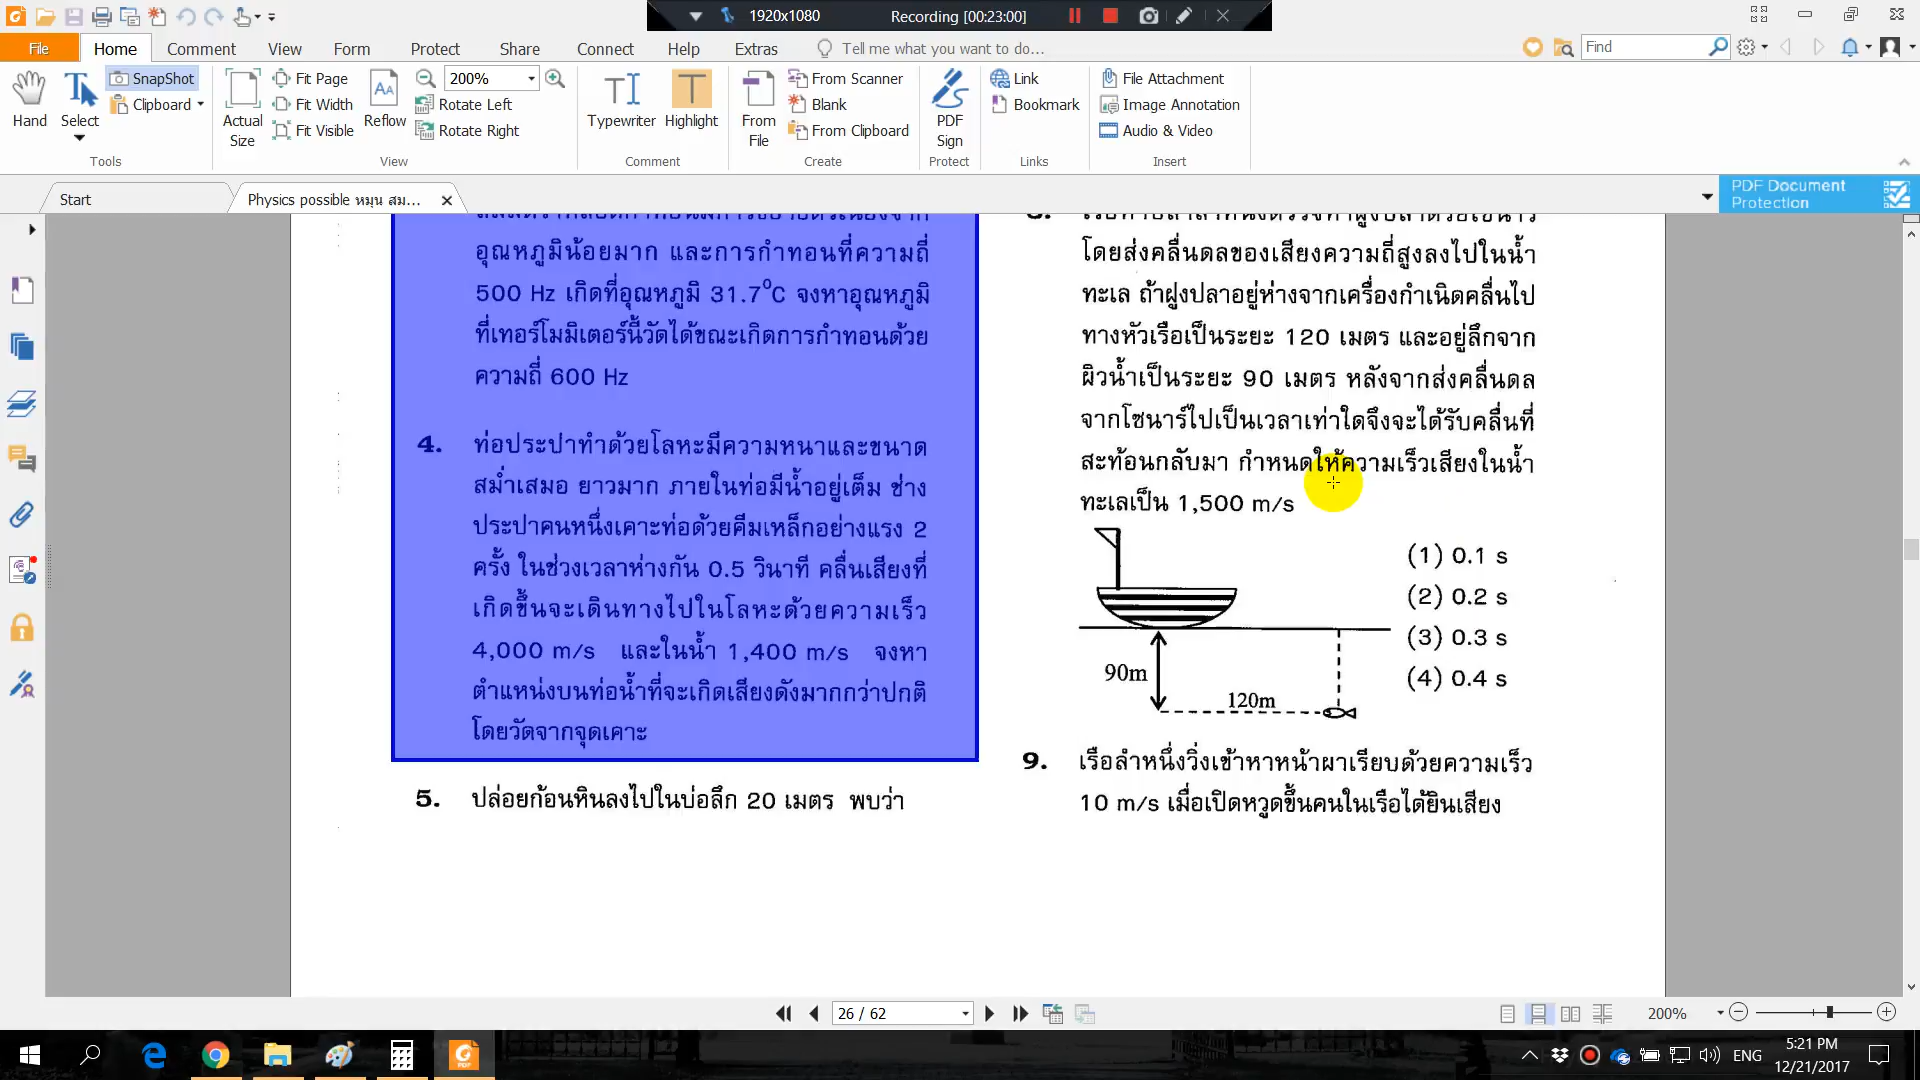 1920x1080
Recording [00:23:00]
File
Home
Comment
View
Form
Protect
Share
Connect
Help
Extras
Tell me what you want to do...
Find
Hand
Select
SnapShot
Clipboard
Actual Size
Fit Page
Fit Width
Fit Visible
Reflow
200%
Rotate Left
Rotate Right
Typewriter
Highlight
From File
From Scanner
Blank
From Clipboard
PDF Sign
Link
Bookmark
File Attachment
Image Annotation
Audio & Video
Tools
View
Comment
Create
Protect
Links
Insert
Start
Physics possible หมุน สม...
PDF Document Protection
อุณหภูมิน้อยมาก และการกำทอนที่ความถี่
500 Hz เกิดที่อุณหภูมิ 31.7⁰C จงหาอุณหภูมิ
ที่เทอร์โมมิเตอร์นี้วัดได้ขณะเกิดการกำทอนด้วย
ความถี่ 600 Hz
4. ท่อประปาทำด้วยโลหะมีความหนาและขนาด
สม่ำเสมอ ยาวมาก ภายในท่อมีน้ำอยู่เต็ม ช่าง
ประปาคนหนึ่งเคาะท่อด้วยคีมเหล็กอย่างแรง 2
ครั้ง ในช่วงเวลาห่างกัน 0.5 วินาที คลื่นเสียงที่
เกิดขึ้นจะเดินทางไปในโลหะด้วยความเร็ว
4,000 m/s และในน้ำ 1,400 m/s จงหา
ตำแหน่งบนท่อน้ำที่จะเกิดเสียงดังมากกว่าปกติ
โดยวัดจากจุดเคาะ
5. ปล่อยก้อนหินลงไปในบ่อลึก 20 เมตร พบว่า
โดยส่งคลื่นดลของเสียงความถี่สูงลงไปในน้ำ
ทะเล ถ้าฝูงปลาอยู่ห่างจากเครื่องกำเนิดคลื่นไป
ทางหัวเรือเป็นระยะ 120 เมตร และอยู่ลึกจาก
ผิวน้ำเป็นระยะ 90 เมตร หลังจากส่งคลื่นดล
จากโซนาร์ไปเป็นเวลาเท่าใดจึงจะได้รับคลื่นที่
สะท้อนกลับมา กำหนดให้ความเร็วเสียงในน้ำ
ทะเลเป็น 1,500 m/s
(1) 0.1 s
(2) 0.2 s
(3) 0.3 s
(4) 0.4 s
90m
120m
9. เรือลำหนึ่งวิ่งเข้าหาหน้าผาเรียบด้วยความเร็ว
10 m/s เมื่อเปิดหวูดขึ้นคนในเรือได้ยินเสียง
26 / 62
200%
ENG
5:21 PM
12/21/2017